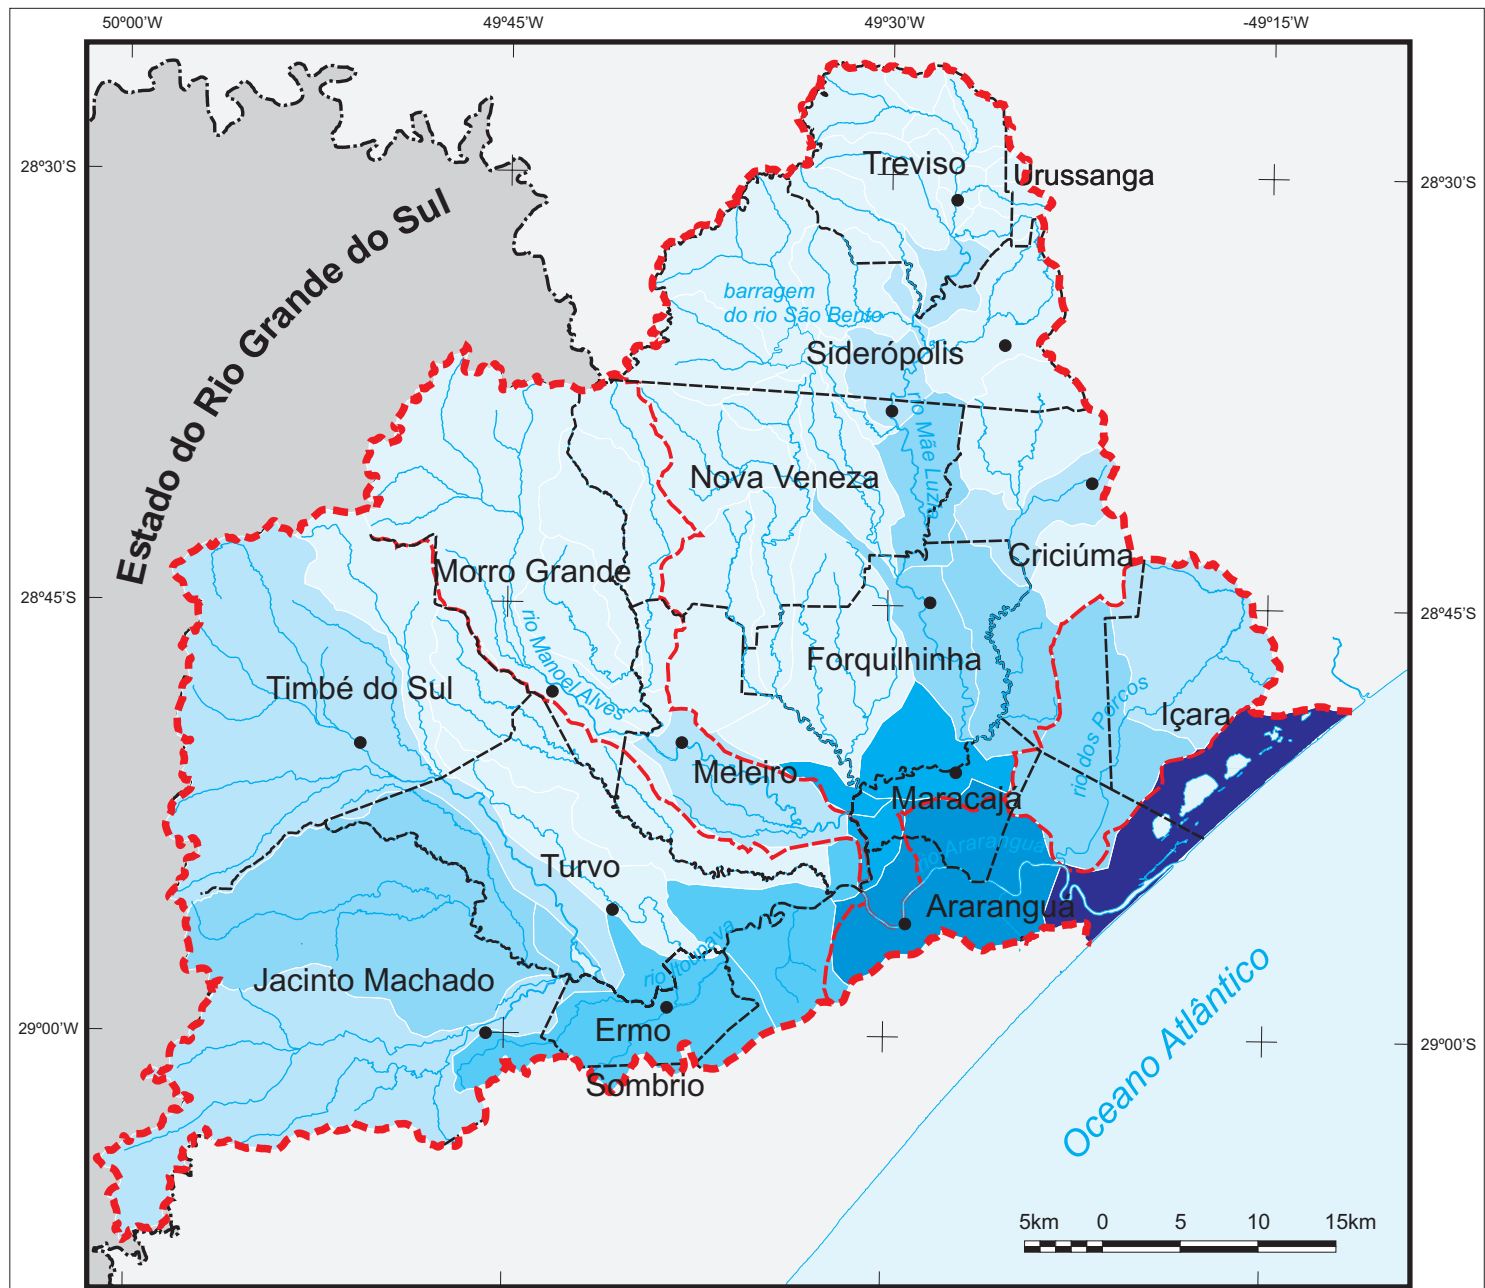 50°00'W
49°45'W
49°30'W
-49°15'W
28°30'S
28°30'S
Treviso
Urussanga
Estado do Rio Grande do Sul
barragem
do rio São Bento
Siderópolis
rio Mãe Luzia
Nova Veneza
Criciúma
Morro Grande
28°45'S
28°45'S
rio Manoel Alves
Forquilhinha
Timbé do Sul
rio dos Porcos
Içara
Meleiro
Maracajá
rio Araranguá
Turvo
Araranguá
rio Itoupava
Jacinto Machado
Ermo
29°00'W
29°00'S
Sombrio
Oceano Atlântico
5km 0 5 10 15km